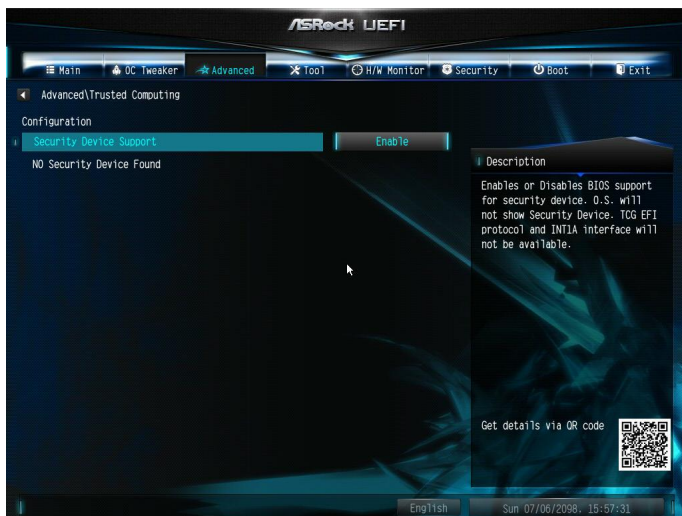 ASRock UEFI
Main
OC Tweaker
Advanced
Tool
H/W Monitor
Security
Boot
Exit
Advanced\Trusted Computing
Configuration
Security Device Support
Enable
NO Security Device Found
Description
Enables or Disables BIOS support
for security device. O.S. will
not show Security Device. TCG EFI
protocol and INT1A interface will
not be available.
Get details via QR code
English
Sun 07/06/2098. 15:57:31